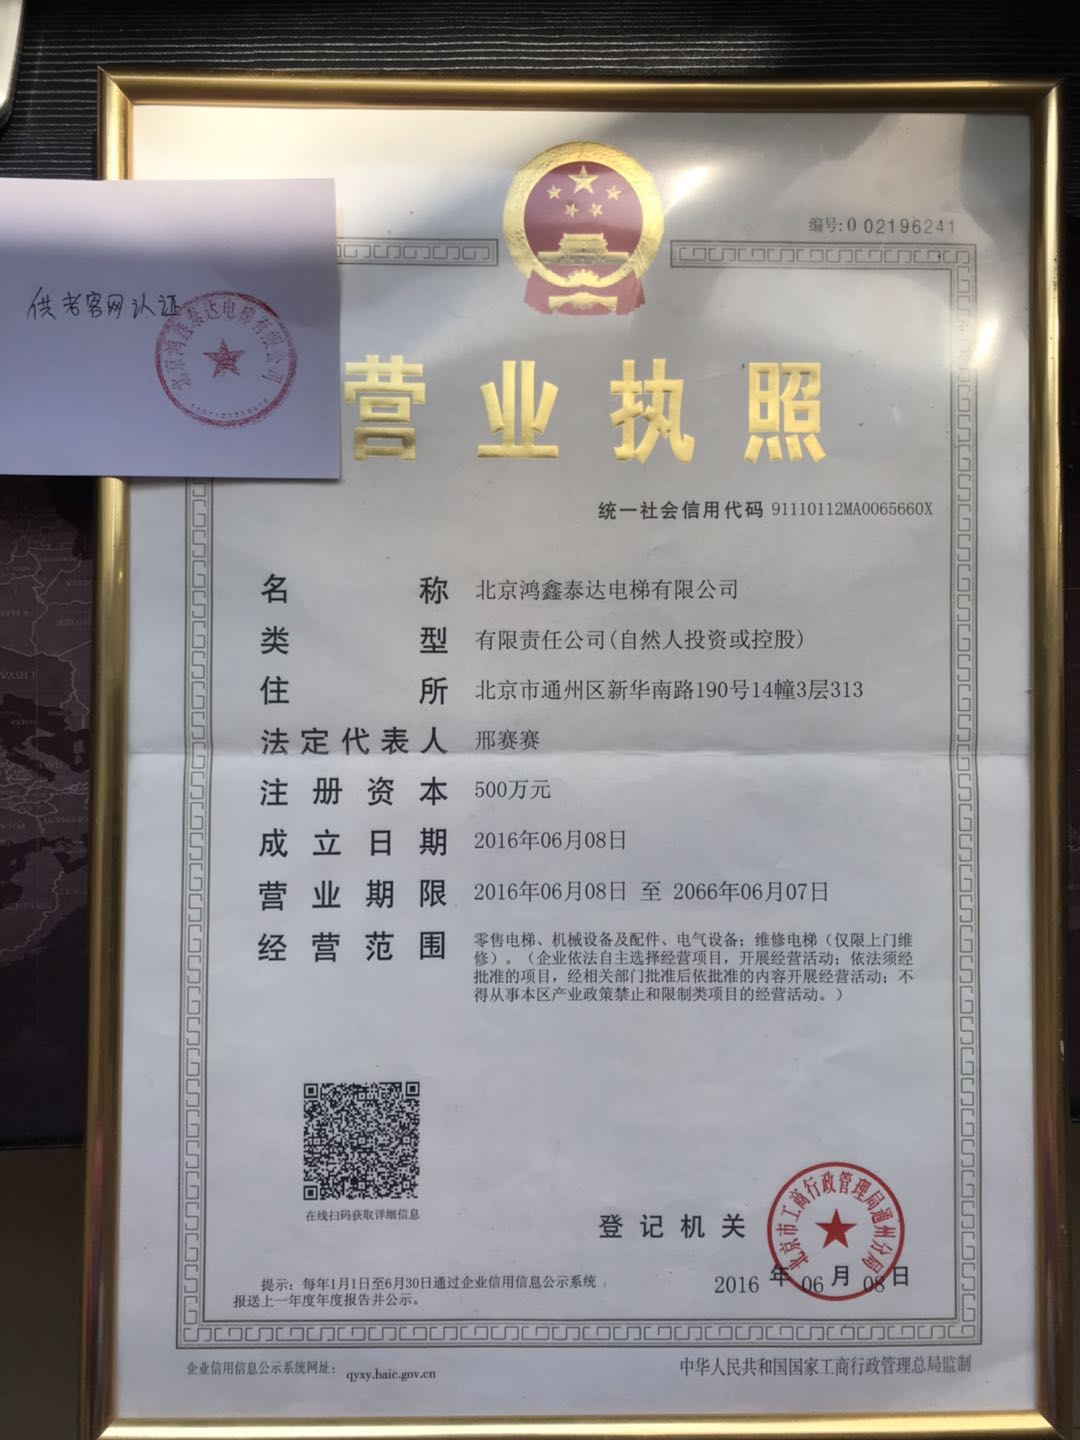 编号:0 02196241
供老客网认证
北京鸿鑫泰达电梯有限公司
营业执照
统一社会信用代码 91110112MA0065660X
名称 北京鸿鑫泰达电梯有限公司
类型 有限责任公司(自然人投资或控股)
住所 北京市通州区新华南路190号14幢3层313
法定代表人 邢赛赛
注册资本 500万元
成立日期 2016年06月08日
营业期限 2016年06月08日 至 2066年06月07日
经营范围 零售电梯、机械设备及配件、电气设备；维修电梯（仅限上门维
修）。（企业依法自主选择经营项目，开展经营活动；依法须经
批准的项目，经相关部门批准后依批准的内容开展经营活动；不
得从事本区产业政策禁止和限制类项目的经营活动。）
在线扫码获取详细信息
登记机关
北京市工商行政管理局通州分局
2016 年 06 月 08 日
提示：每年1月1日至6月30日通过企业信用信息公示系统
报送上一年度年度报告并公示。
企业信用信息公示系统网址： qyxy.baic.gov.cn
中华人民共和国国家工商行政管理总局监制